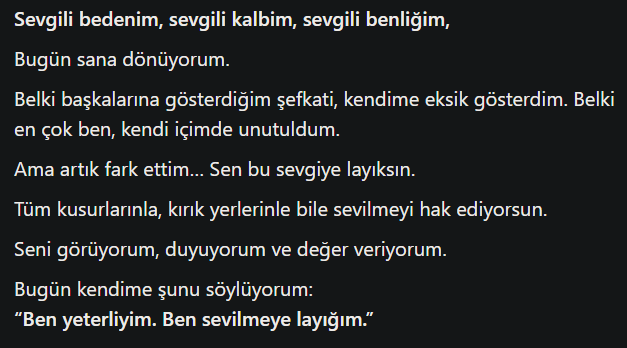 Sevgili bedenim, sevgili kalbim, sevgili benliğim,
Bugün sana dönüyorum.
Belki başkalarına gösterdiğim şefkati, kendime eksik gösterdim. Belki
en çok ben, kendi içimde unutuldum.
Ama artık fark ettim... Sen bu sevgiye layıksın.
Tüm kusurlarınla, kırık yerlerinle bile sevilmeyi hak ediyorsun.
Seni görüyorum, duyuyorum ve değer veriyorum.
Bugün kendime şunu söylüyorum:
“Ben yeterliyim. Ben sevilmeye layığım.”